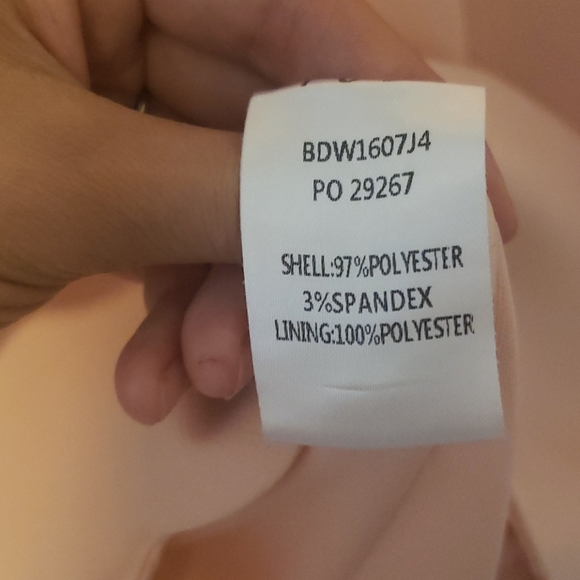 BDW1607J4
PO 29267
SHELL:97%POLYESTER
3%SPANDEX
LINING:100%POLYESTER